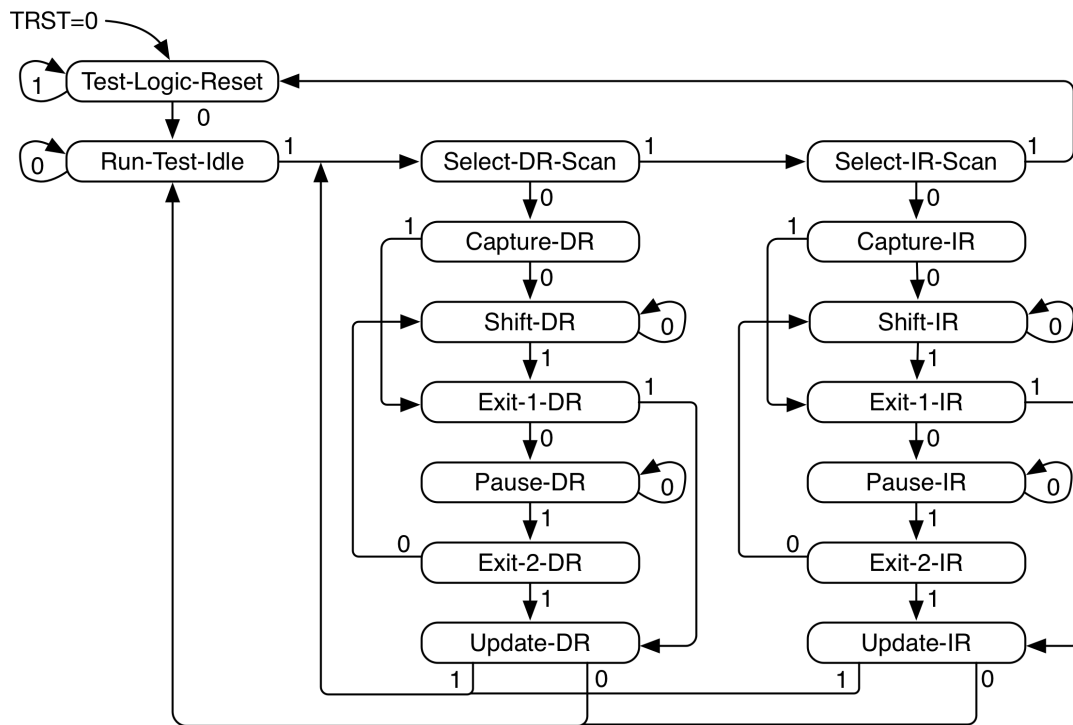 TRST=0
1 Test-Logic-Reset
0
0 Run-Test-Idle 1 Select-DR-Scan 1 Select-IR-Scan 1
0 0
1 Capture-DR 1 Capture-IR
0 0
Shift-DR 0 Shift-IR 0
1 1
Exit-1-DR 1 Exit-1-IR 1
0 0
Pause-DR 0 Pause-IR 0
1 1
0 Exit-2-DR 0 Exit-2-IR
1 1
Update-DR Update-IR
1 0 1 0